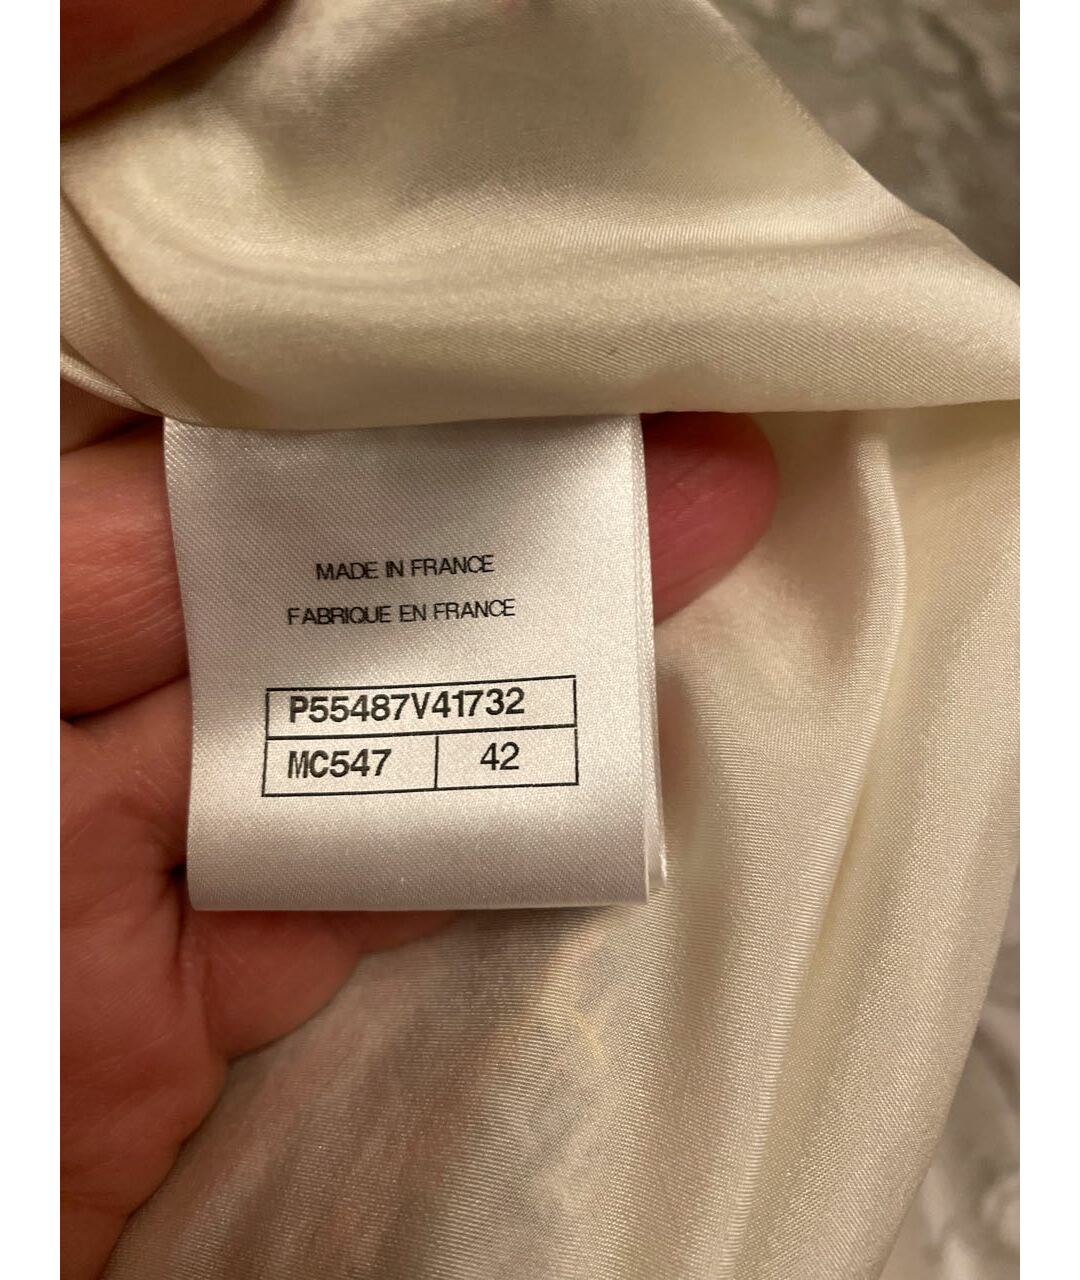 MADE IN FRANCE
FABRIQUE EN FRANCE
P55487V41732
MC547 42